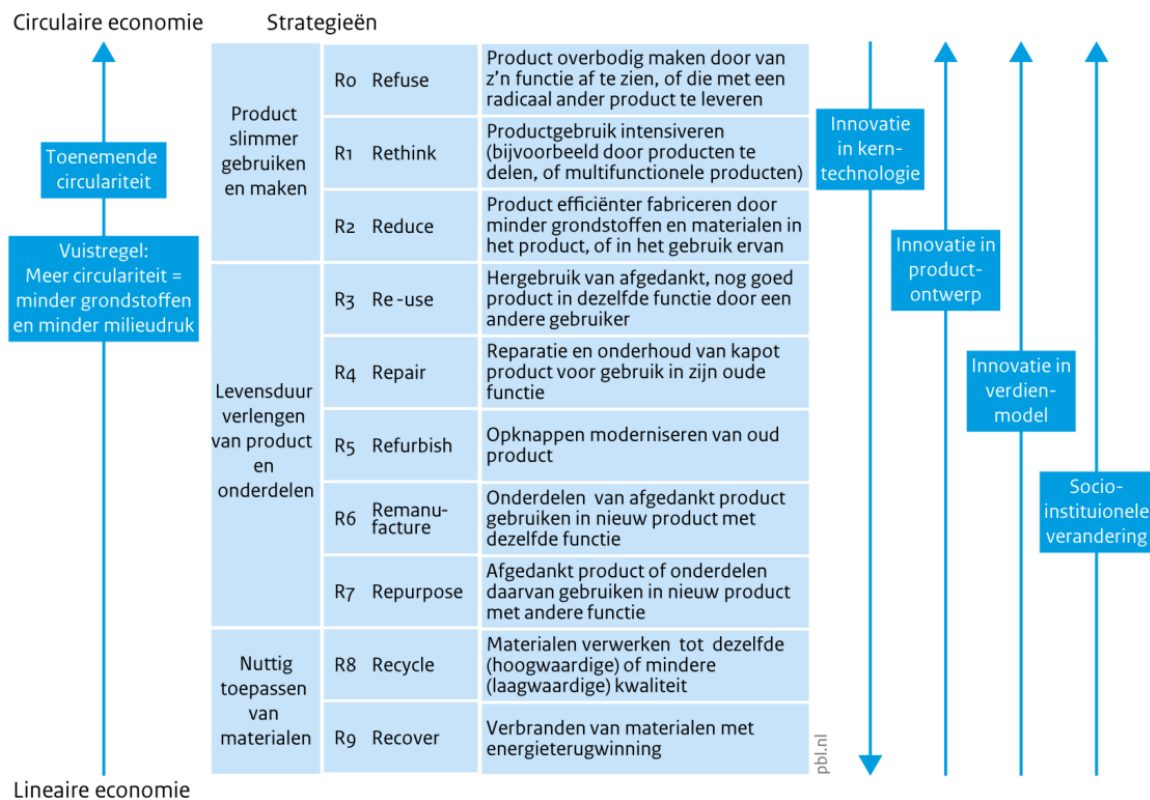 Circulaire economie
Strategieën
Toenemende
circulariteit
Vuistregel:
Meer circulariteit =
minder grondstoffen
en minder milieudruk
Lineaire economie
Product
slimmer
gebruiken
en maken
R0 Refuse
Product overbodig maken door van
z'n functie af te zien, of die met een
radicaal ander product te leveren
R1 Rethink
Productgebruik intensiveren
(bijvoorbeeld door producten te
delen, of multifunctionele producten)
R2 Reduce
Product efficiënter fabriceren door
minder grondstoffen en materialen in
het product, of in het gebruik ervan
Levensduur
verlengen
van product
en
onderdelen
R3 Re-use
Hergebruik van afgedankt, nog goed
product in dezelfde functie door een
andere gebruiker
R4 Repair
Reparatie en onderhoud van kapot
product voor gebruik in zijn oude
functie
R5 Refurbish
Opknappen moderniseren van oud
product
R6 Remanu-
facture
Onderdelen van afgedankt product
gebruiken in nieuw product met
dezelfde functie
R7 Repurpose
Afgedankt product of onderdelen
daarvan gebruiken in nieuw product
met andere functie
Nuttig
toepassen
van
materialen
R8 Recycle
Materialen verwerken tot dezelfde
(hoogwaardige) of mindere
(laagwaardige) kwaliteit
R9 Recover
Verbranden van materialen met
energieterugwinning
pbl.nl
Innovatie
in kern-
technologie
Innovatie in
product-
ontwerp
Innovatie in
verdien-
model
Socio-
instituionele
verandering